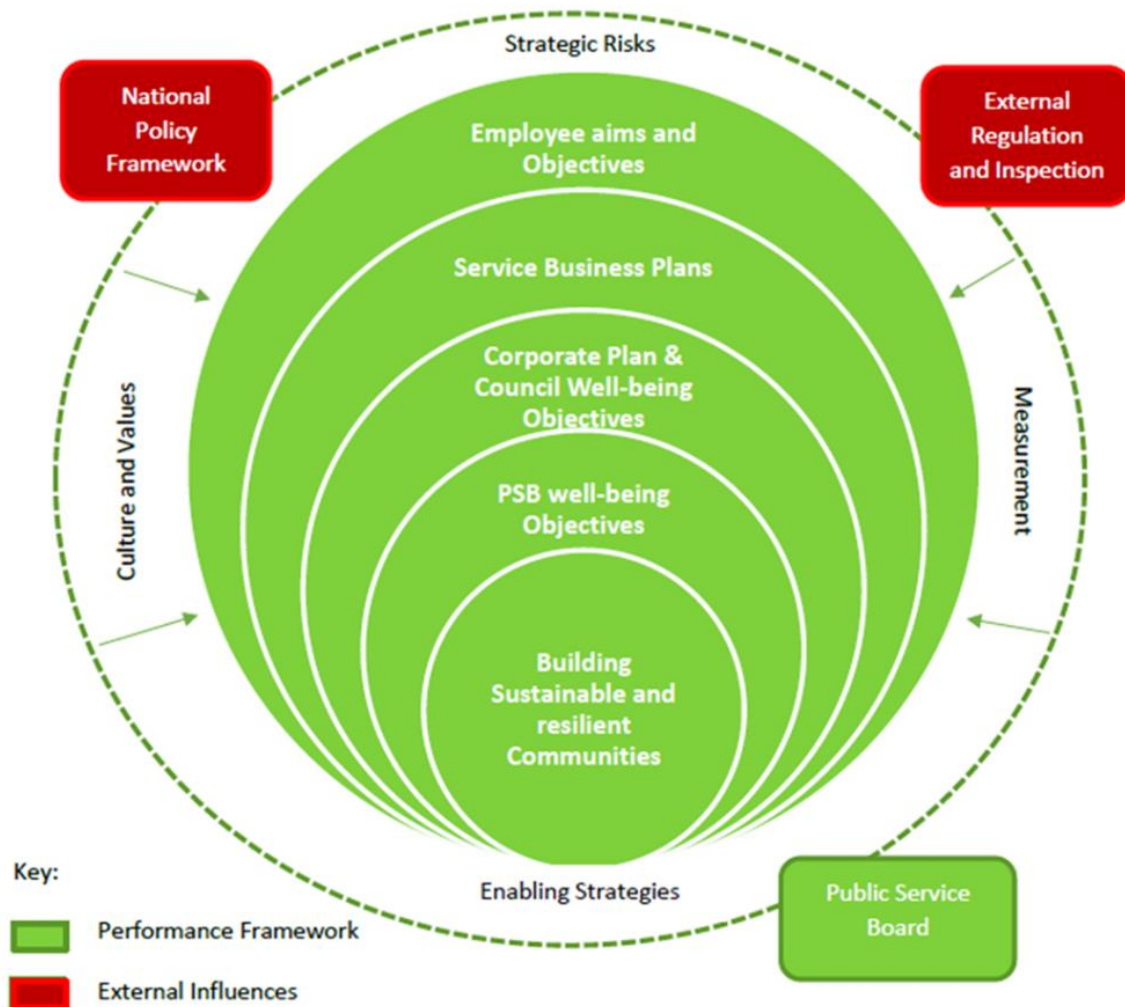 Strategic Risks
National
Policy
Framework
External
Regulation
and Inspection
Employee aims and
Objectives
Service Business Plans
Corporate Plan &
Council Well-being
Objectives
Culture and Values
Measurement
PSB well-being
Objectives
Building
Sustainable and
resilient
Communities
Enabling Strategies
Public Service
Board
Key:
Performance Framework
External Influences